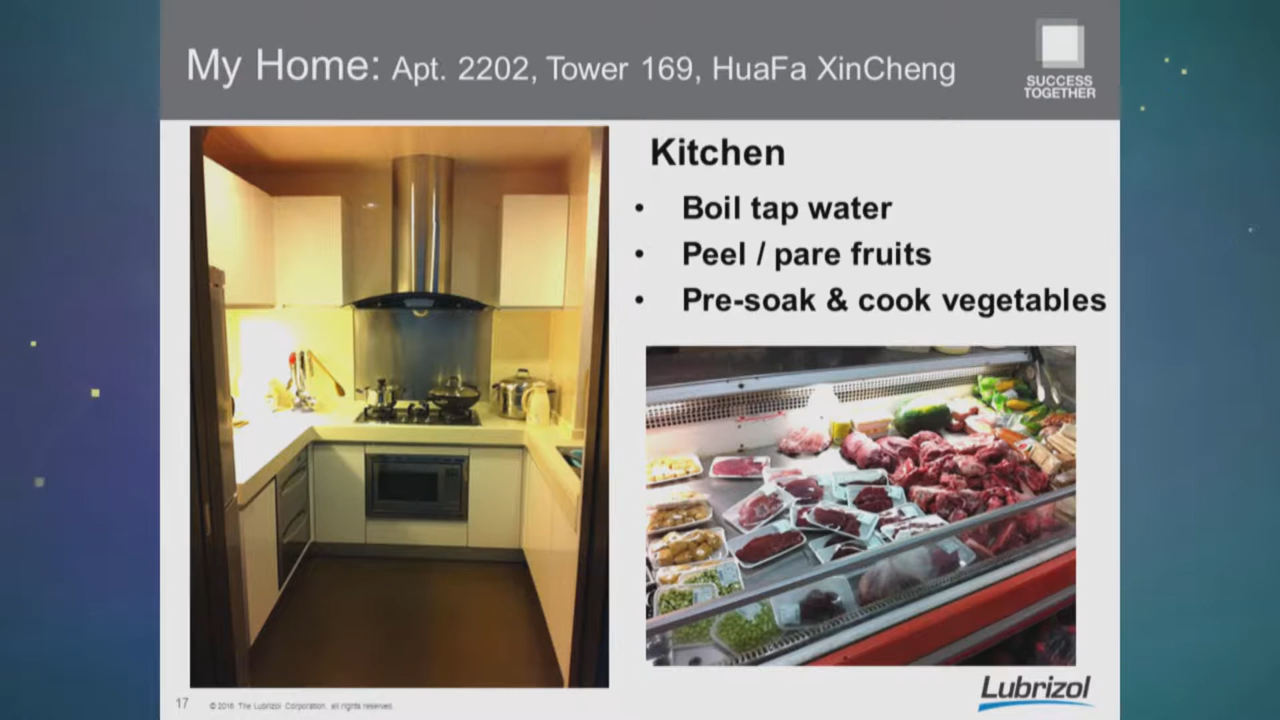 My Home: Apt. 2202, Tower 169, HuaFa XinCheng
SUCCESS
TOGETHER
Kitchen
• Boil tap water
• Peel / pare fruits
• Pre-soak & cook vegetables
17
© 2016 The Lubrizol Corporation, all rights reserved.
Lubrizol